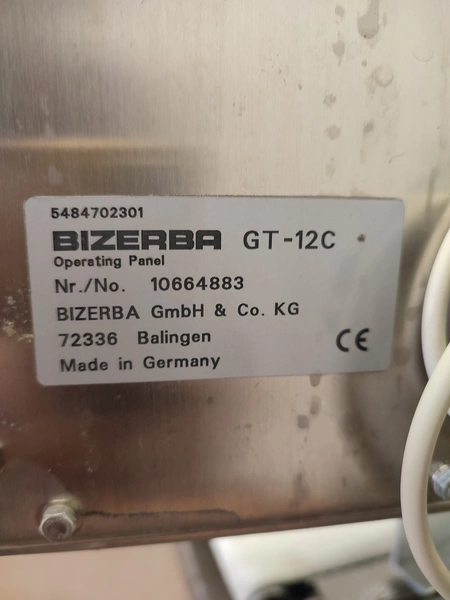 5484702301
BIZERBA GT-12C
Operating Panel
Nr./No. 10664883
BIZERBA GmbH & Co. KG
72336 Balingen
Made in Germany
CE